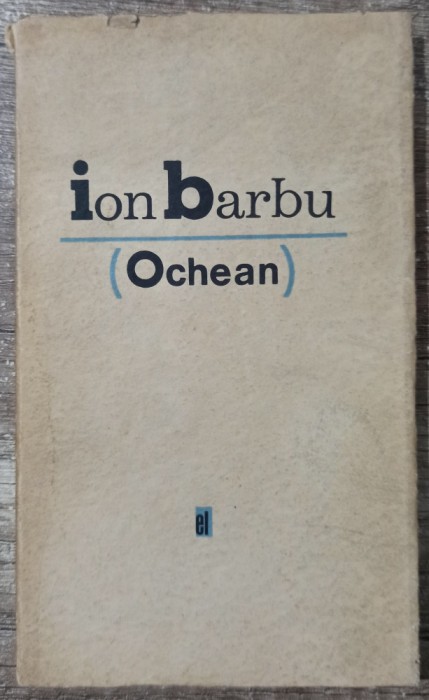 ion barbu
(Ochean)
el